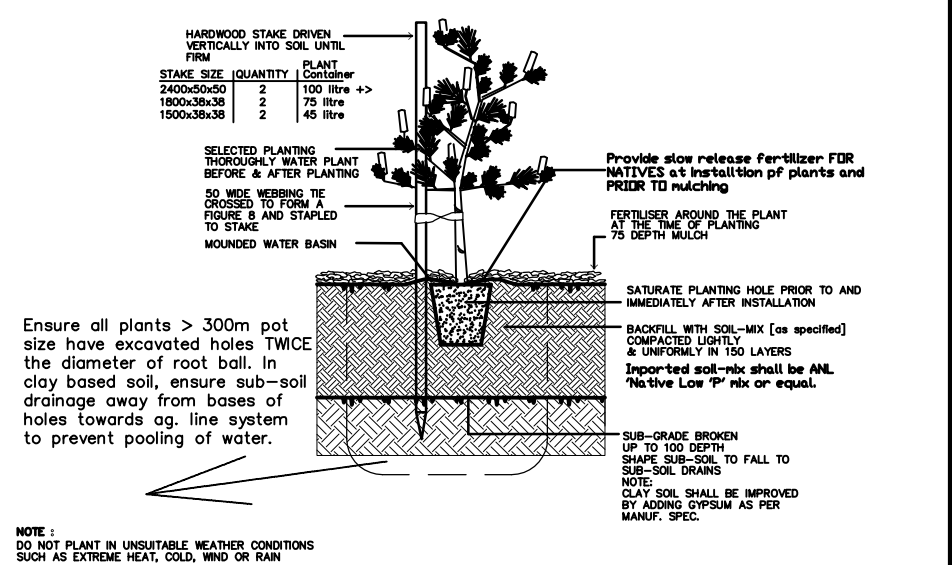 HARDWOOD STAKE DRIVEN
VERTICALLY INTO SOIL UNTIL
FIRM
STAKE SIZE QUANTITY PLANT Container
2400x50x50 2 100 litre +>
1800x38x38 2 75 litre
1500x38x38 2 45 litre
SELECTED PLANTING
THOROUGHLY WATER PLANT
BEFORE & AFTER PLANTING
50 WIDE WEBBING TIE
CROSSED TO FORM A
FIGURE 8 AND STAPLED
TO STAKE
MOUNDED WATER BASIN
Provide slow release fertilizer FOR
NATIVES at installtion pf plants and
PRIOR TO mulching
FERTILISER AROUND THE PLANT
AT THE TIME OF PLANTING
75 DEPTH MULCH
SATURATE PLANTING HOLE PRIOR TO AND
IMMEDIATELY AFTER INSTALLATION
BACKFILL WITH SOIL-MIX [as specified]
COMPACTED LIGHTLY
& UNIFORMLY IN 150 LAYERS
Imported soil-mix shall be ANL
'Native Low 'P' mix or equal.
SUB-GRADE BROKEN
UP TO 100 DEPTH
SHAPE SUB-SOIL TO FALL TO
SUB-SOIL DRAINS
NOTE:
CLAY SOIL SHALL BE IMPROVED
BY ADDING GYPSUM AS PER
MANUF. SPEC.
Ensure all plants > 300m pot
size have excavated holes TWICE
the diameter of root ball. In
clay based soil, ensure sub-soil
drainage away from bases of
holes towards ag. line system
to prevent pooling of water.
NOTE :
DO NOT PLANT IN UNSUITABLE WEATHER CONDITIONS
SUCH AS EXTREME HEAT, COLD, WIND OR RAIN